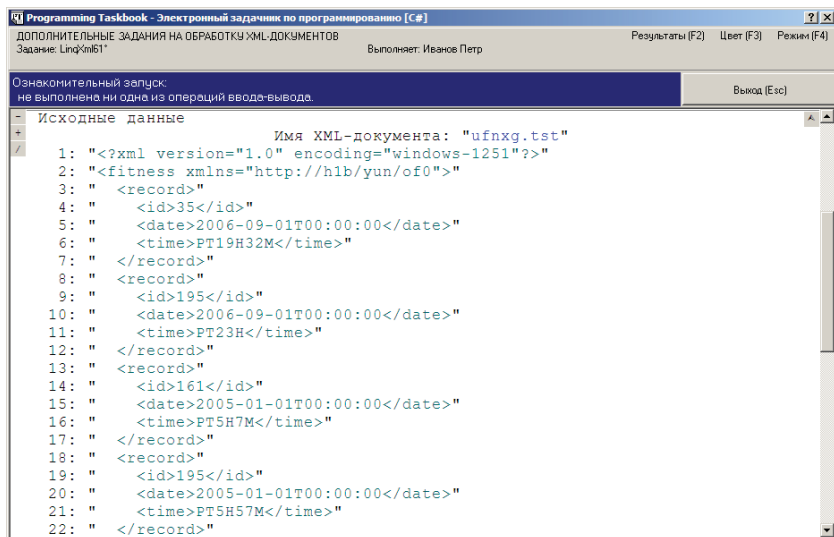 Programming Taskbook - Электронный задачник по программированию [C#]
ДОПОЛНИТЕЛЬНЫЕ ЗАДАНИЯ НА ОБРАБОТКУ XML-ДОКУМЕНТОВ
Результаты (F2) Цвет (F3) Режим (F4)
Задание: LinqXml61* Выполняет: Иванов Петр
Ознакомительный запуск:
не выполнена ни одна из операций ввода-вывода.
Выход (Esc)
Исходные данные
Имя XML-документа: "ufnxg.tst"
1: "<?xml version="1.0" encoding="windows-1251"?>"
2: "<fitness xmlns="http://h1b/yun/of0">"
3: "  <record>"
4: "    <id>35</id>"
5: "    <date>2006-09-01T00:00:00</date>"
6: "    <time>PT19H32M</time>"
7: "  </record>"
8: "  <record>"
9: "    <id>195</id>"
10: "    <date>2006-09-01T00:00:00</date>"
11: "    <time>PT23H</time>"
12: "  </record>"
13: "  <record>"
14: "    <id>161</id>"
15: "    <date>2005-01-01T00:00:00</date>"
16: "    <time>PT5H7M</time>"
17: "  </record>"
18: "  <record>"
19: "    <id>195</id>"
20: "    <date>2005-01-01T00:00:00</date>"
21: "    <time>PT5H57M</time>"
22: "  </record>"